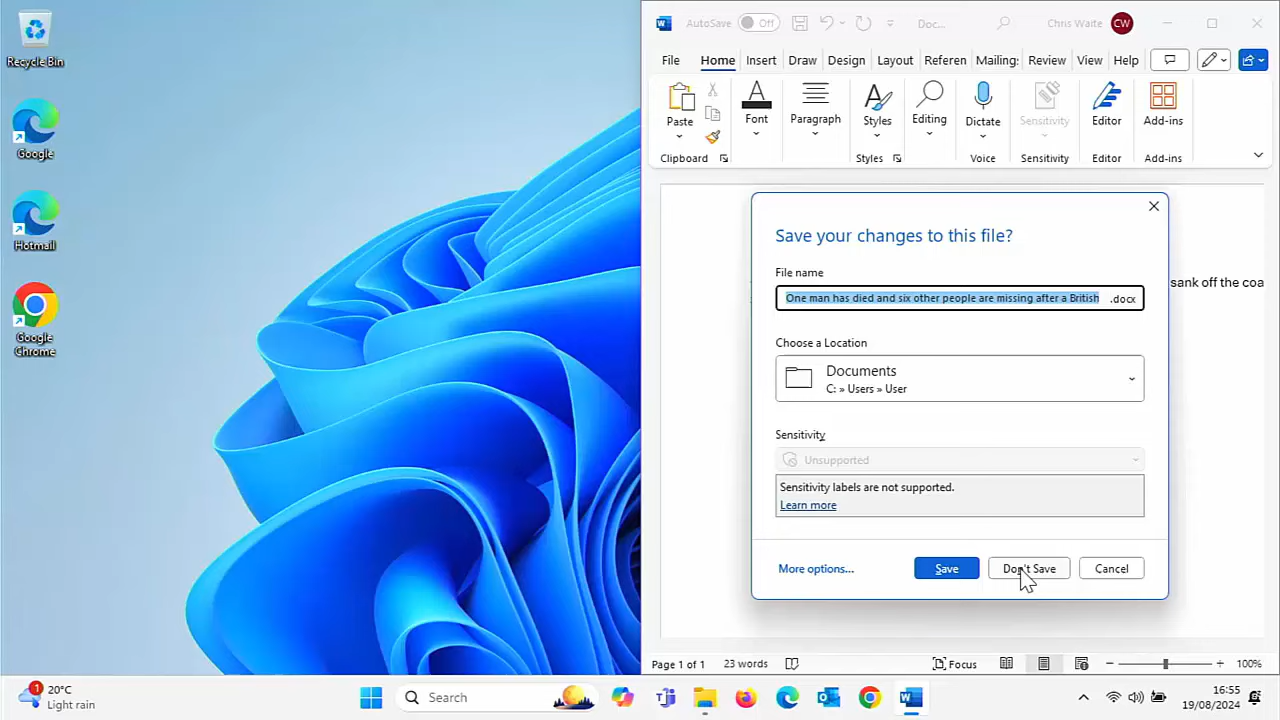 Recycle Bin
Google
Hotmail
Google
Chrome
AutoSave Off Doc... Chris Waite CW
File Home Insert Draw Design Layout Referen Mailing: Review View Help
Paste Font Paragraph Styles Editing Dictate Sensitivity Editor Add-ins
Clipboard Styles Voice Sensitivity Editor Add-ins
sank off the coa
Save your changes to this file?
File name
One man has died and six other people are missing after a British .docx
Choose a Location
Documents
C: » Users » User
Sensitivity
Unsupported
Sensitivity labels are not supported.
Learn more
More options... Save Don't Save Cancel
Page 1 of 1 23 words Focus 100%
1 20°C
Light rain
Search
16:55
19/08/2024